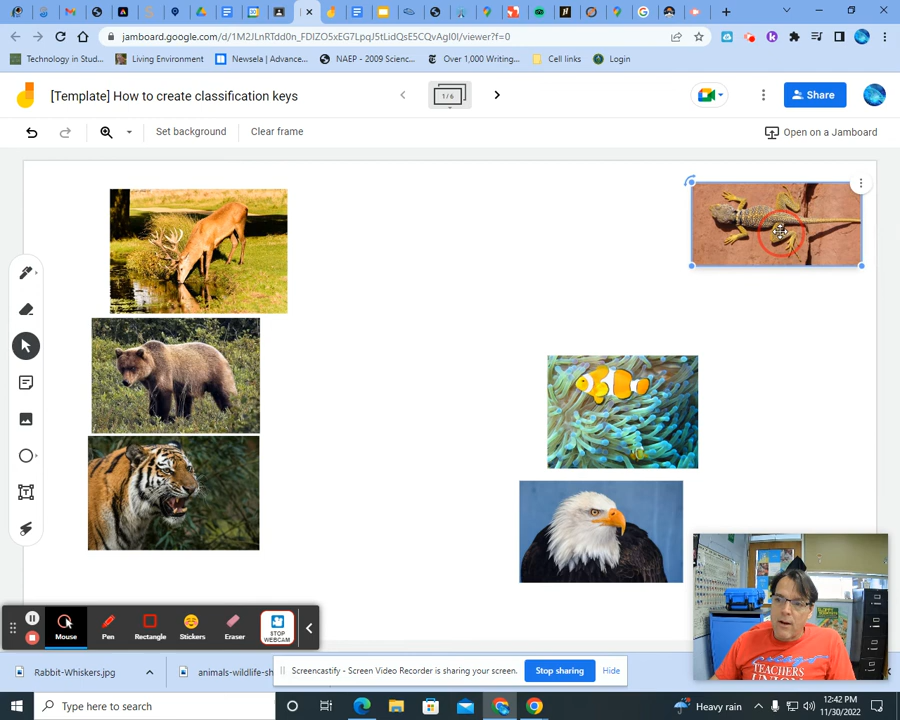 jamboard.google.com/d/1M2JLnRTdd0n_FDIZO5xEG7LpqJ5tLidQsE5CQvAgI0I/viewer?f=0
Technology in Stud...
Living Environment
Newsela | Advance...
NAEP - 2009 Scienc...
Over 1,000 Writing...
Cell links
Login
[Template] How to create classification keys
1/6
Share
Set background
Clear frame
Open on a Jamboard
TEACHERS
UNION
Mouse
Pen
Rectangle
Stickers
Eraser
STOP
WEBCAM
Rabbit-Whiskers.jpg
animals-wildlife-sh
Screencastify - Screen Video Recorder is sharing your screen.
Stop sharing
Hide
Type here to search
Heavy rain
12:42 PM
11/30/2022